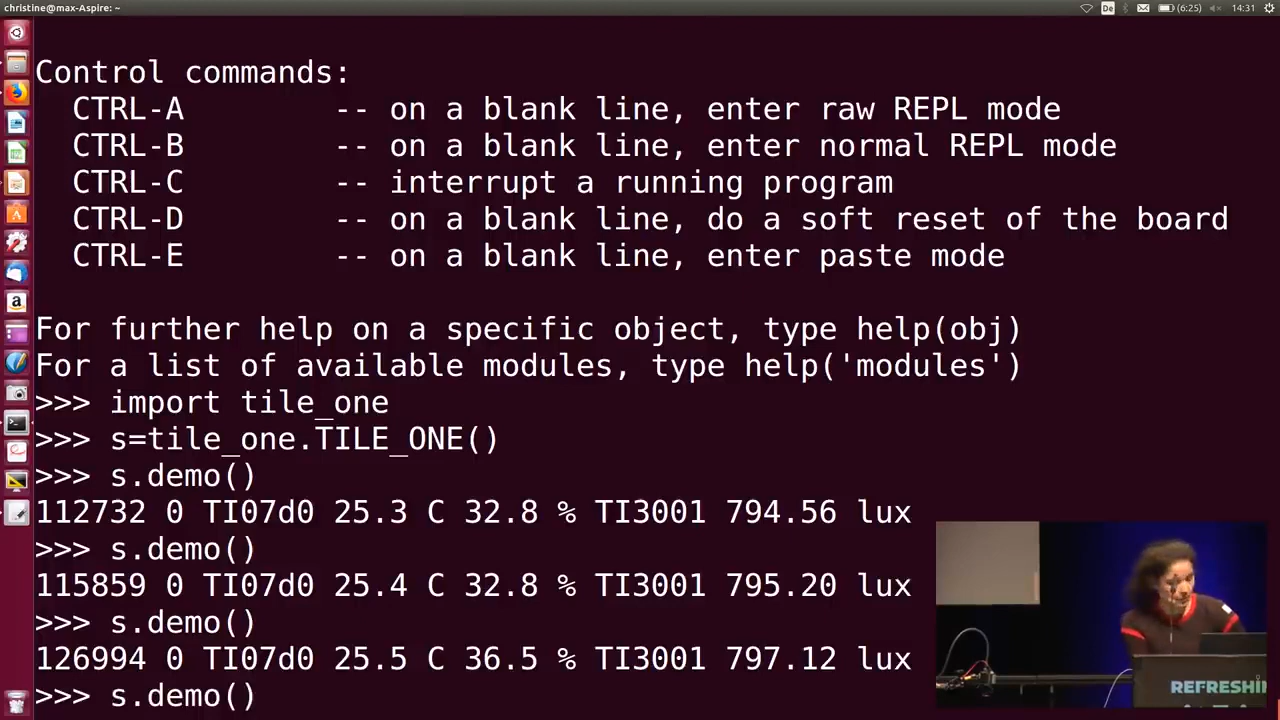 christine@max-Aspire: ~
De
(6:25)
14:31
Control commands:
CTRL-A -- on a blank line, enter raw REPL mode
CTRL-B -- on a blank line, enter normal REPL mode
CTRL-C -- interrupt a running program
CTRL-D -- on a blank line, do a soft reset of the board
CTRL-E -- on a blank line, enter paste mode
For further help on a specific object, type help(obj)
For a list of available modules, type help('modules')
>>> import tile_one
>>> s=tile_one.TILE_ONE()
>>> s.demo()
112732 0 TI07d0 25.3 C 32.8 % TI3001 794.56 lux
>>> s.demo()
115859 0 TI07d0 25.4 C 32.8 % TI3001 795.20 lux
>>> s.demo()
126994 0 TI07d0 25.5 C 36.5 % TI3001 797.12 lux
>>> s.demo()
REFRESHIN